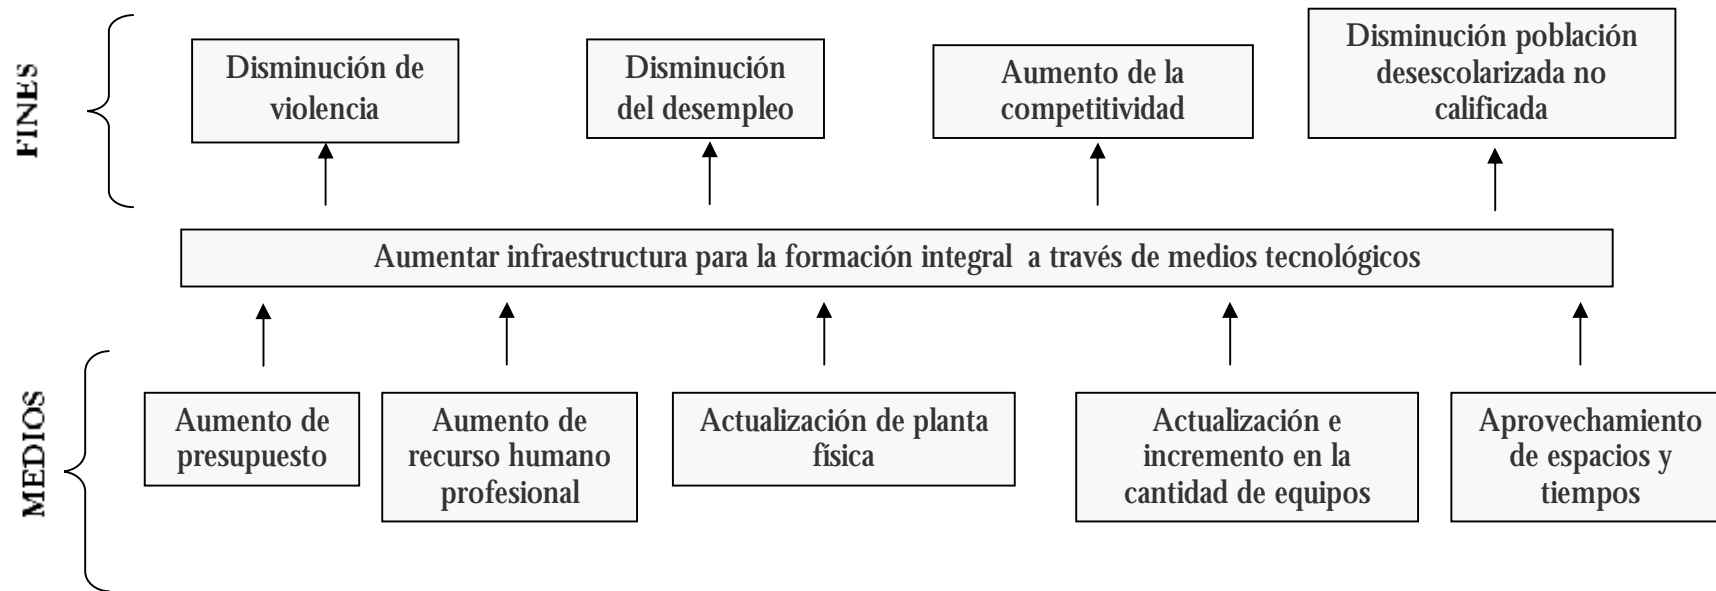 FINES
Disminución de
violencia
Disminución
del desempleo
Aumento de la
competitividad
Disminución población
desescolarizada no
calificada
Aumentar infraestructura para la formación integral a través de medios tecnológicos
MEDIOS
Aumento de
presupuesto
Aumento de
recurso humano
profesional
Actualización de planta
física
Actualización e
incremento en la
cantidad de equipos
Aprovechamiento
de espacios y
tiempos